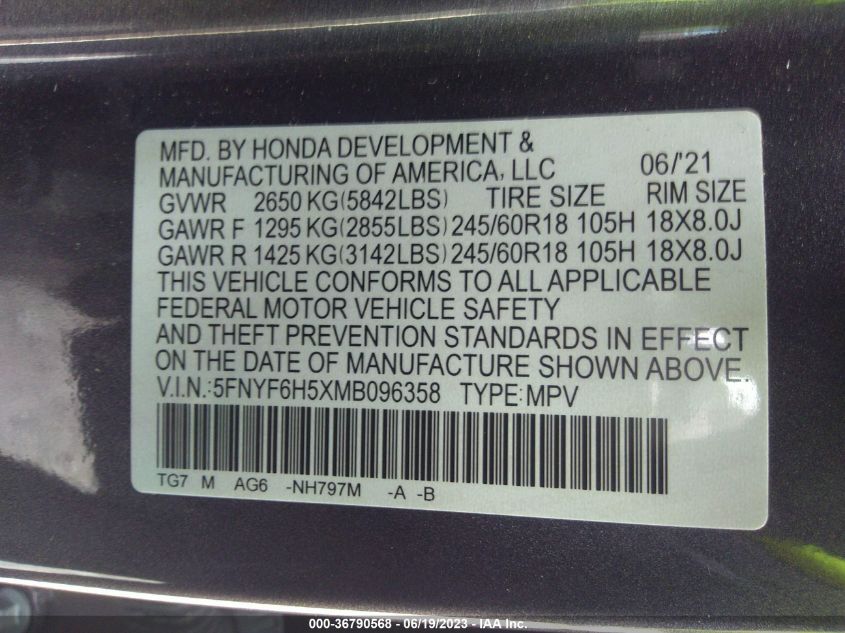 MFD. BY HONDA DEVELOPMENT &
MANUFACTURING OF AMERICA, LLC 06/'21
GVWR 2650 KG(5842LBS) TIRE SIZE RIM SIZE
GAWR F 1295 KG(2855LBS) 245/60R18 105H 18X8.0J
GAWR R 1425 KG(3142LBS) 245/60R18 105H 18X8.0J
THIS VEHICLE CONFORMS TO ALL APPLICABLE
FEDERAL MOTOR VEHICLE SAFETY
AND THEFT PREVENTION STANDARDS IN EFFECT
ON THE DATE OF MANUFACTURE SHOWN ABOVE.
V.I.N.:5FNYF6H5XMB096358 TYPE:MPV
TG7 M AG6 -NH797M -A -B
000-36790568 - 06/19/2023 - IAA Inc.